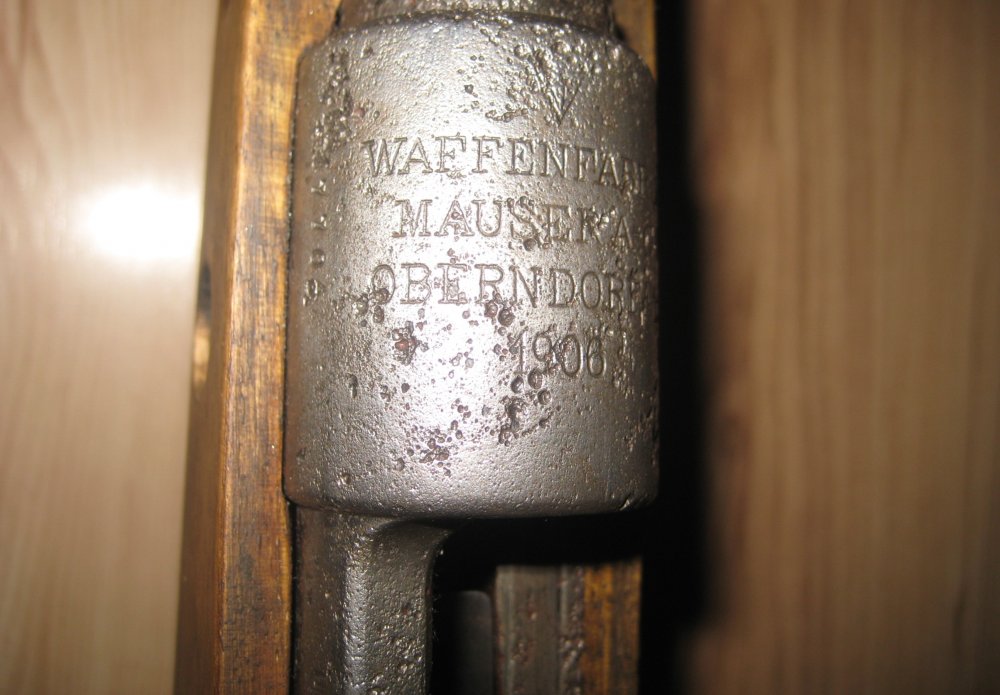 WAFFENFAB
MAUSER A.
OBERNDORF
1906